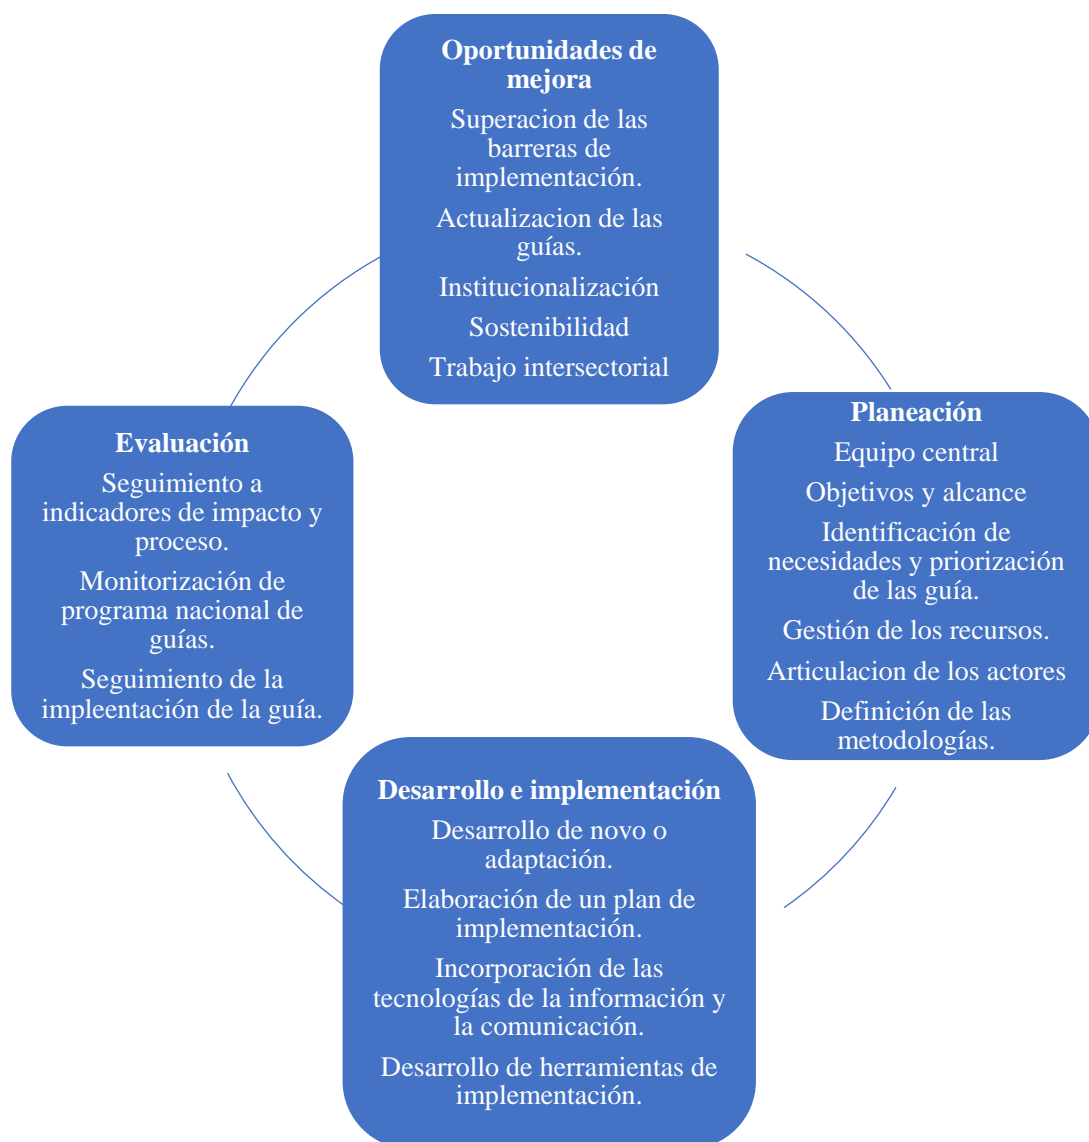 Oportunidades de
mejora
Superacion de las
barreras de
implementación.
Actualizacion de las
guías.
Institucionalización
Sostenibilidad
Trabajo intersectorial
Planeación
Equipo central
Objetivos y alcance
Identificación de
necesidades y priorización
de las guía.
Gestión de los recursos.
Articulacion de los actores
Definición de las
metodologías.
Desarrollo e implementación
Desarrollo de novo o
adaptación.
Elaboración de un plan de
implementación.
Incorporación de las
tecnologías de la información y
la comunicación.
Desarrollo de herramientas de
implementación.
Evaluación
Seguimiento a
indicadores de impacto y
proceso.
Monitorización de
programa nacional de
guías.
Seguimiento de la
impleentación de la guía.